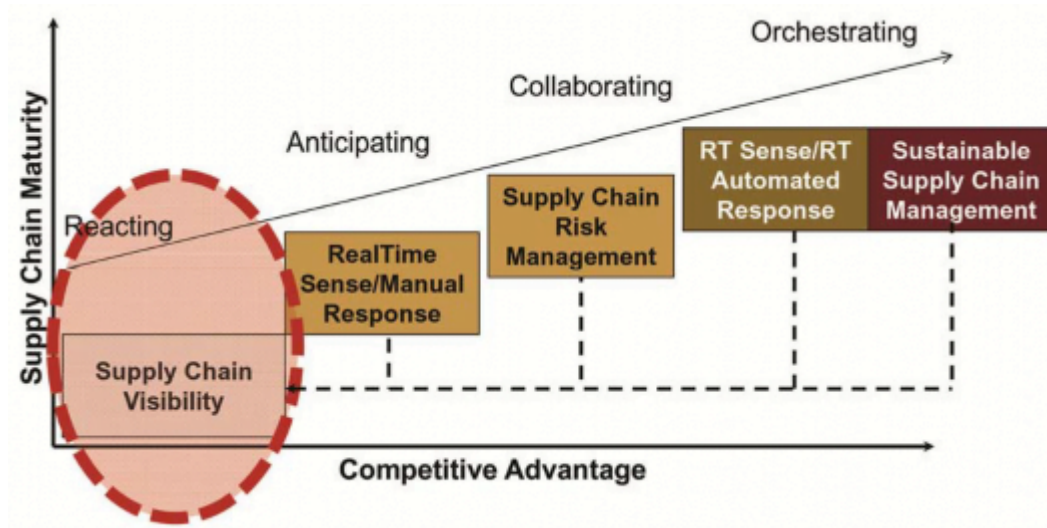 Orchestrating
Collaborating
Anticipating
Reacting
RT Sense/RT
Automated
Response
Sustainable
Supply Chain
Management
Supply Chain
Risk
Management
RealTime
Sense/Manual
Response
Supply Chain
Visibility
Supply Chain Maturity
Competitive Advantage